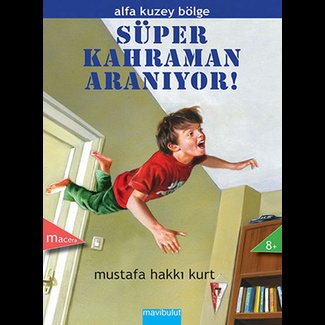 alfa kuzey bölge
SÜPER
KAHRAMAN
ARANIYOR!
macera
8+
mustafa hakkı kurt
mavibulut